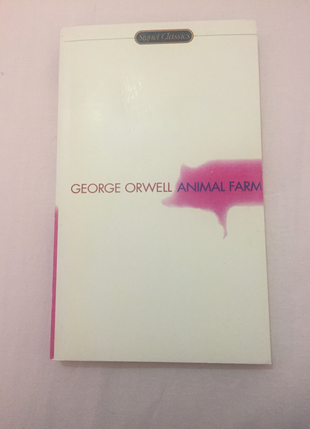 Signet Classics
GEORGE ORWELL ANIMAL FARM